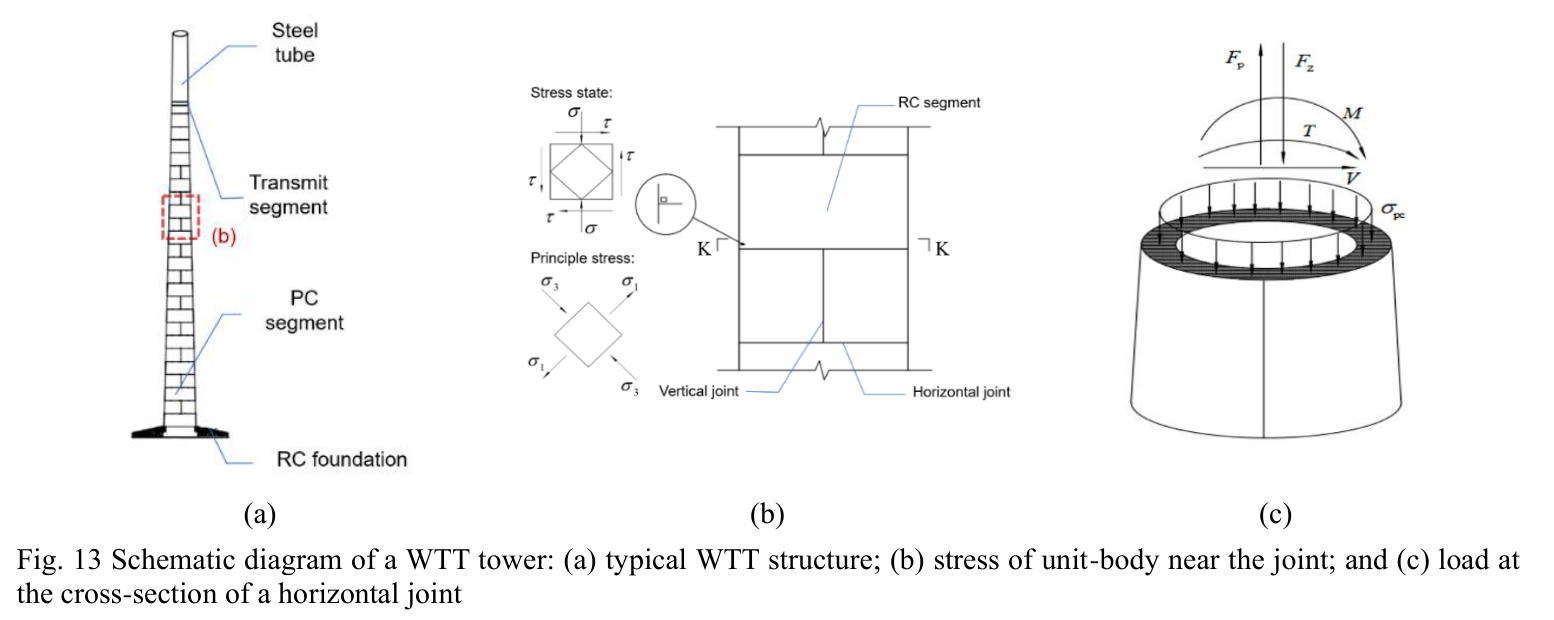 Steel
tube
Transmit
segment
(b)
PC
segment
RC foundation
(a)
Stress state:
σ
τ
τ
τ
τ
σ
Principle stress:
σ3
σ1
σ1
σ3
RC segment
K
K
Vertical joint
Horizontal joint
(b)
Fp
Fz
M
T
V
σpc
(c)
Fig. 13 Schematic diagram of a WTT tower: (a) typical WTT structure; (b) stress of unit-body near the joint; and (c) load at
the cross-section of a horizontal joint